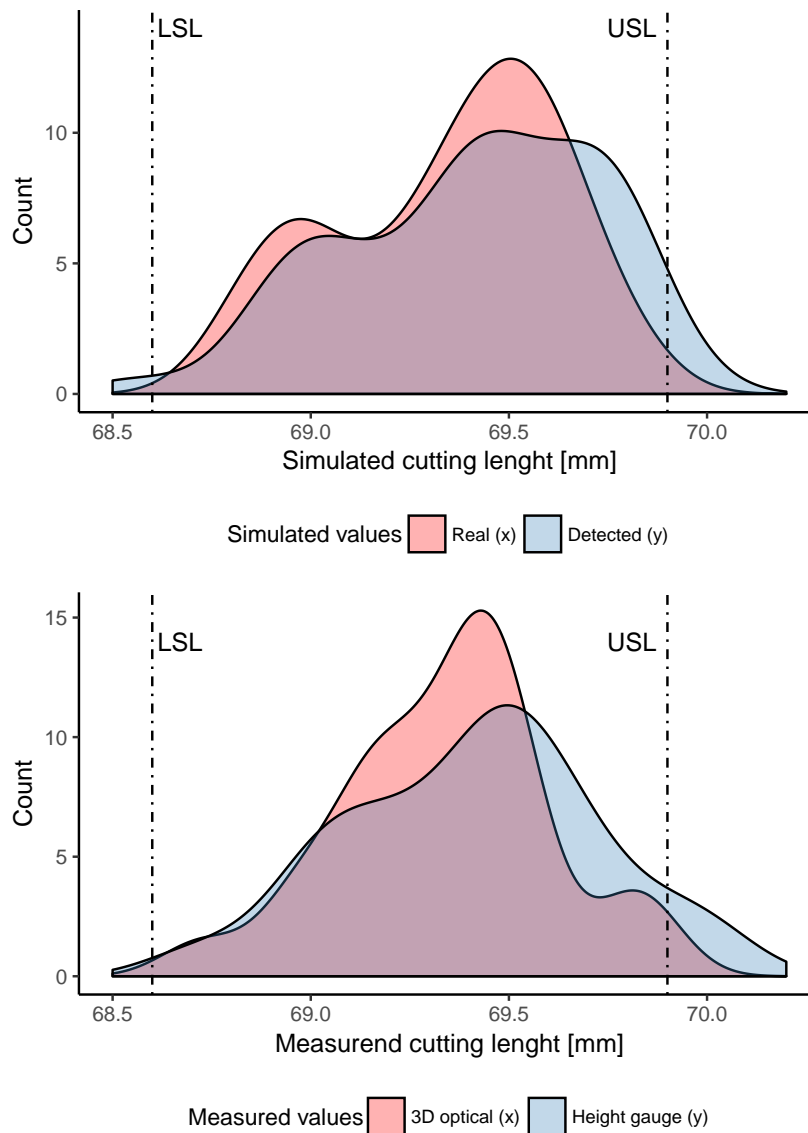 LSL USL
10
5
0
Count
68.5 69.0 69.5 70.0
Simulated cutting lenght [mm]
Simulated values Real (x) Detected (y)
15
LSL USL
10
5
0
Count
68.5 69.0 69.5 70.0
Measurend cutting lenght [mm]
Measured values 3D optical (x) Height gauge (y)